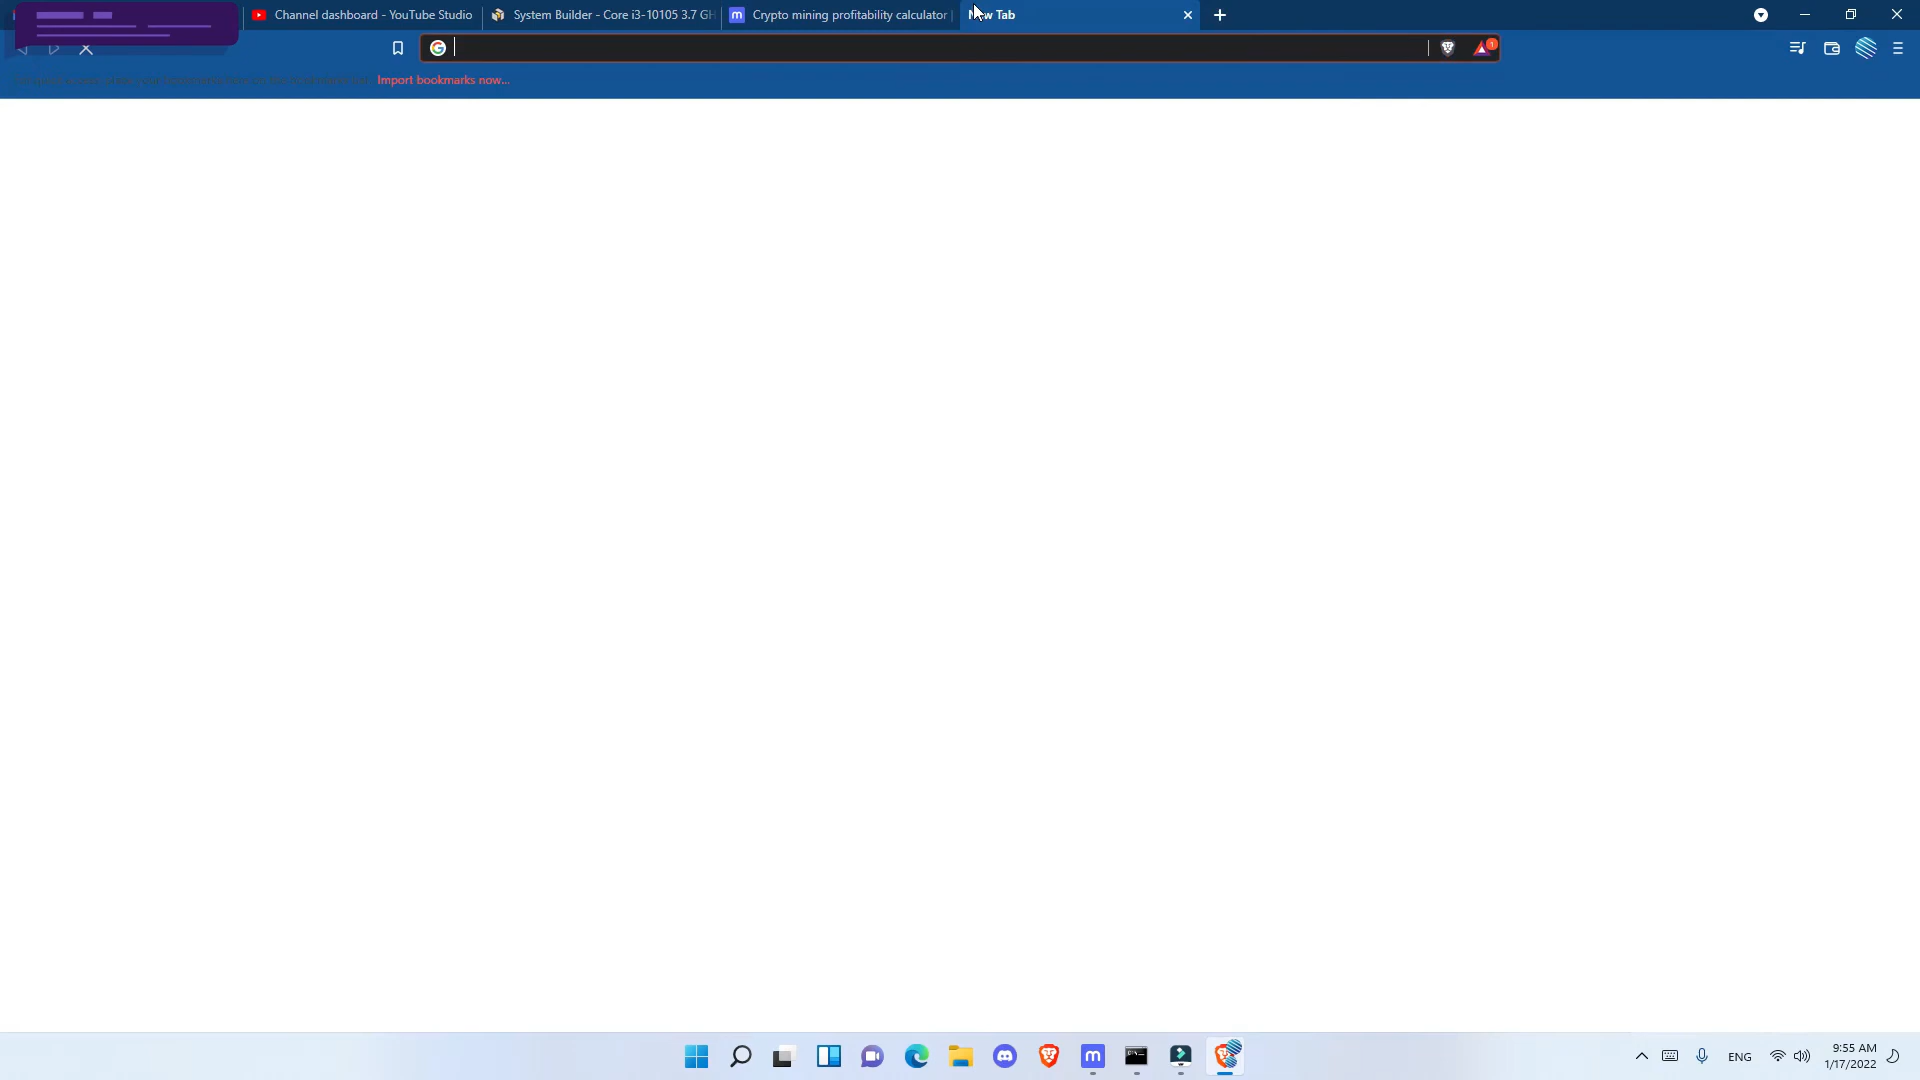 Channel dashboard - YouTube Studio
System Builder - Core i3-10105 3.7 GH
Crypto mining profitability calculator |
New Tab
Import bookmarks now...
ENG
9:55 AM
1/17/2022